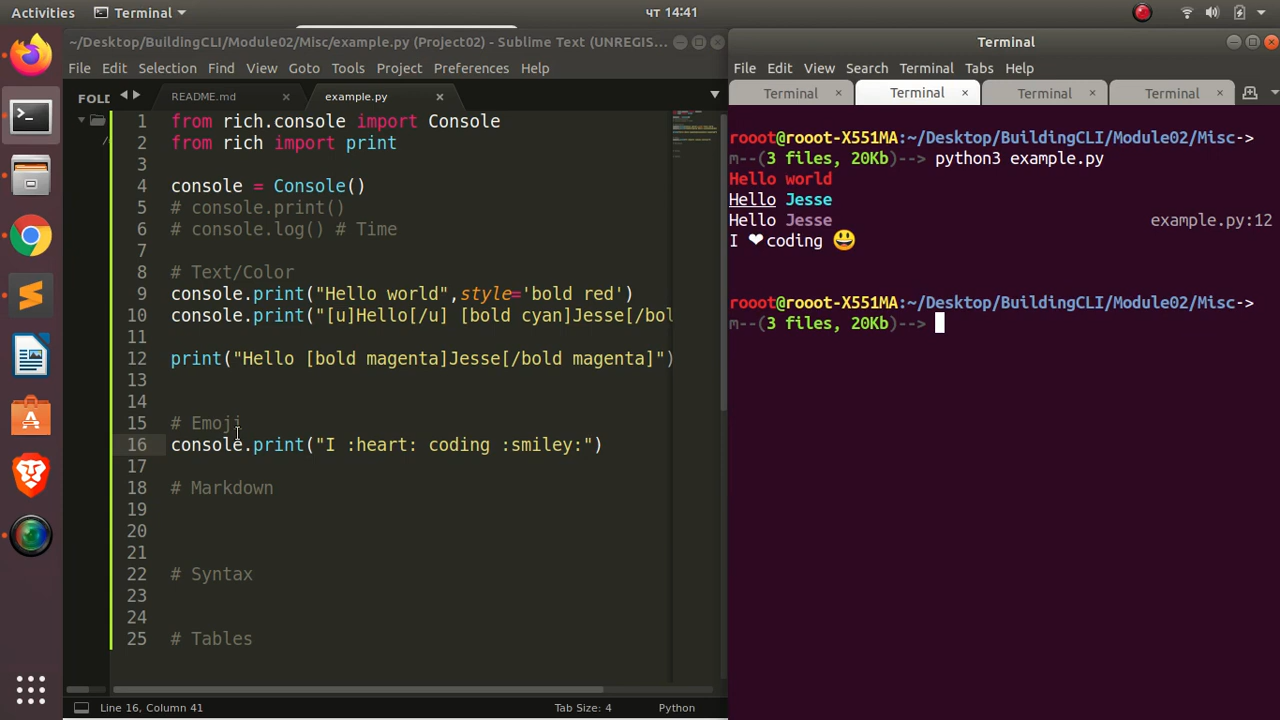 Activities
Terminal
чт 14:41
~/Desktop/BuildingCLI/Module02/Misc/example.py (Project02) - Sublime Text (UNREGIS...
File Edit Selection Find View Goto Tools Project Preferences Help
FOLD
README.md ×
example.py ×
1 from rich.console import Console
2 from rich import print
3
4 console = Console()
5 # console.print()
6 # console.log() # Time
7
8 # Text/Color
9 console.print("Hello world",style='bold red')
10 console.print("[u]Hello[/u] [bold cyan]Jesse[/bol
11
12 print("Hello [bold magenta]Jesse[/bold magenta]")
13
14
15 # Emoji
16 console.print("I :heart: coding :smiley:")
17
18 # Markdown
19
20
21
22 # Syntax
23
24
25 # Tables
Line 16, Column 41
Tab Size: 4
Python
Terminal
File Edit View Search Terminal Tabs Help
Terminal × Terminal × Terminal × Terminal ×
rooot@rooot-X551MA:~/Desktop/BuildingCLI/Module02/Misc->
m--(3 files, 20Kb)--> python3 example.py
Hello world
Hello Jesse
Hello Jesse example.py:12
I ❤coding 😃
rooot@rooot-X551MA:~/Desktop/BuildingCLI/Module02/Misc->
m--(3 files, 20Kb)-->